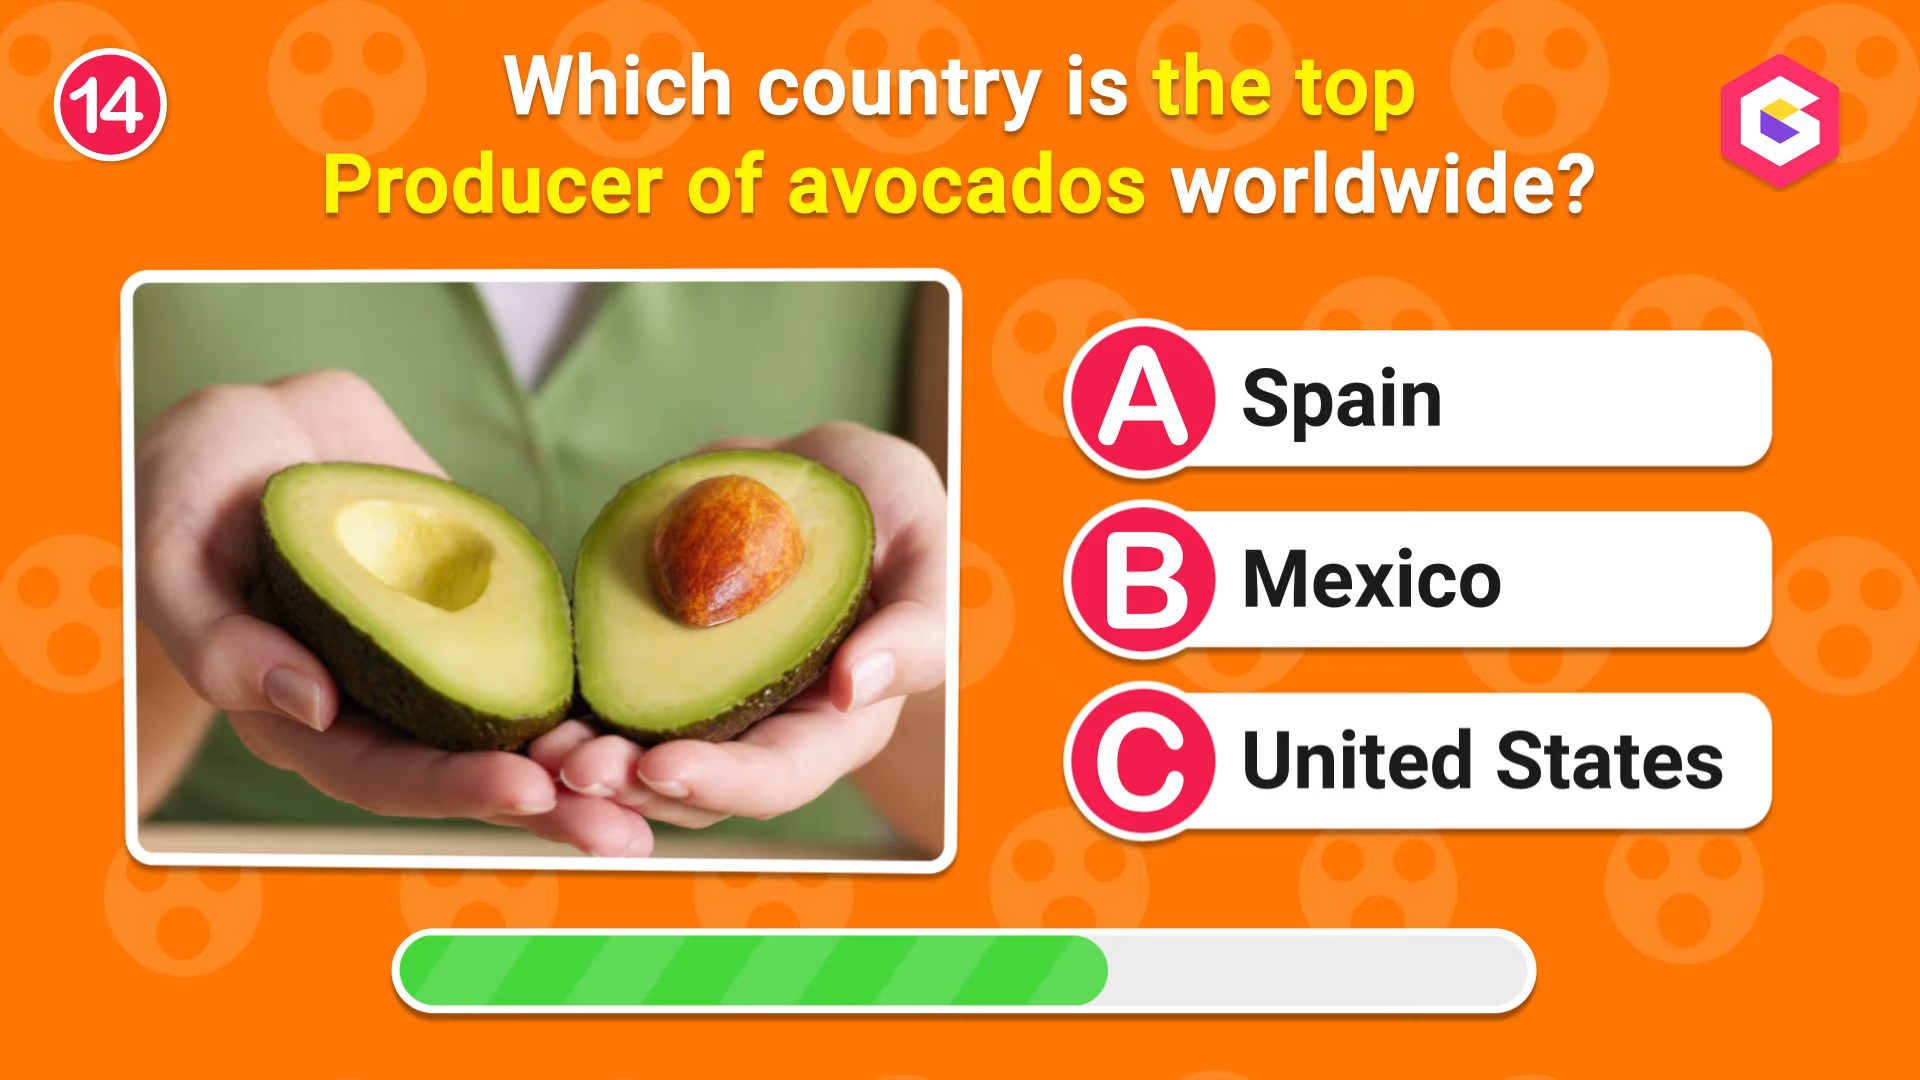 14
Which country is the top
Producer of avocados worldwide?
A Spain
B Mexico
C United States